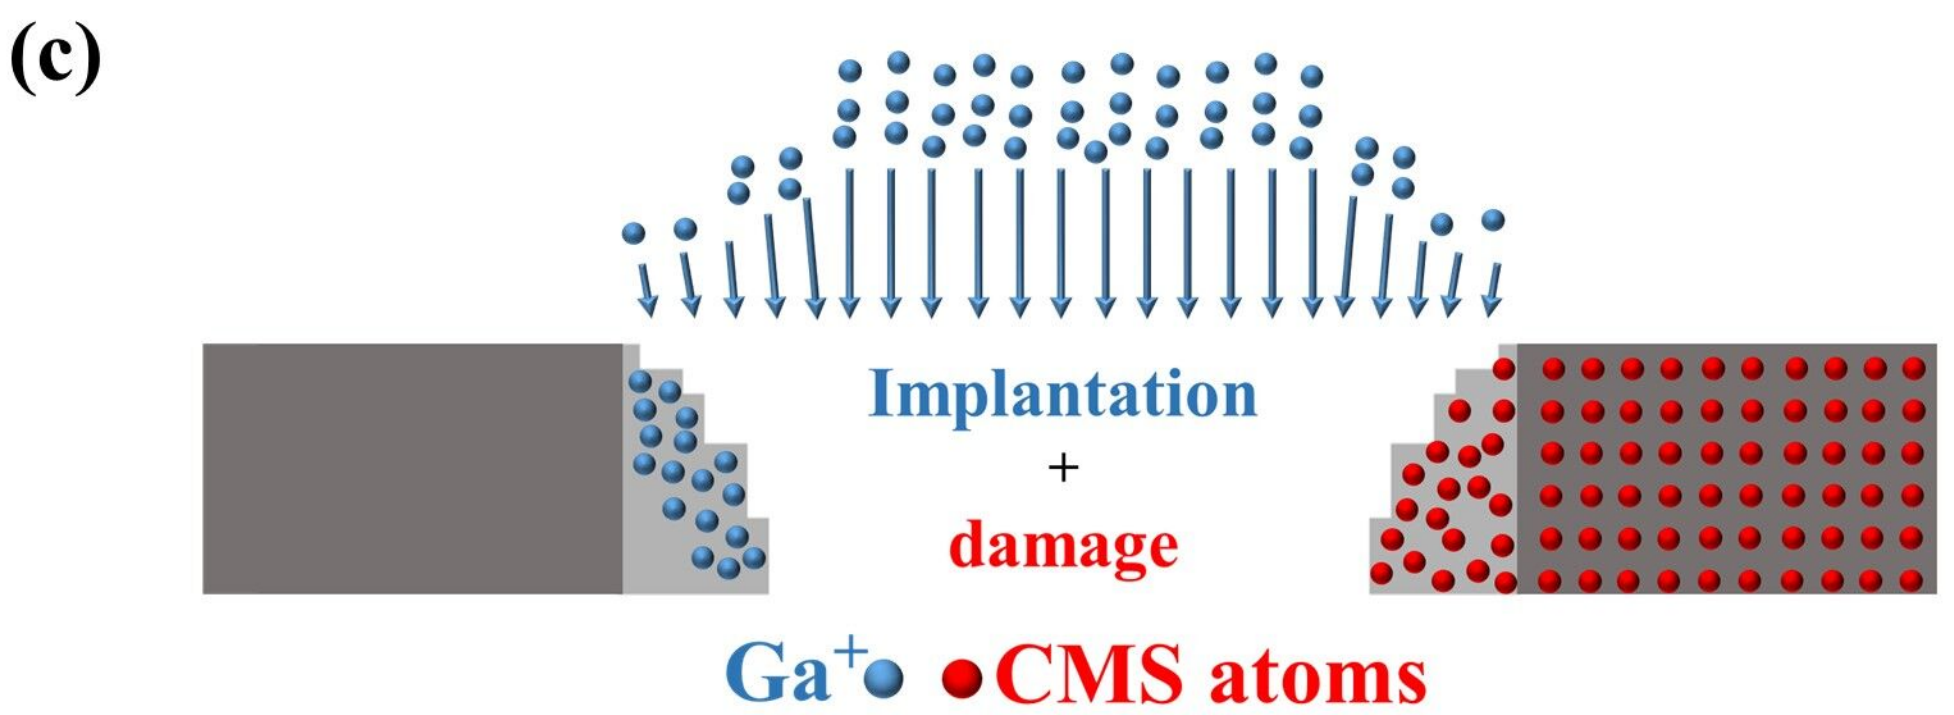 (c)
Implantation
+
damage
Ga⁺ CMS atoms